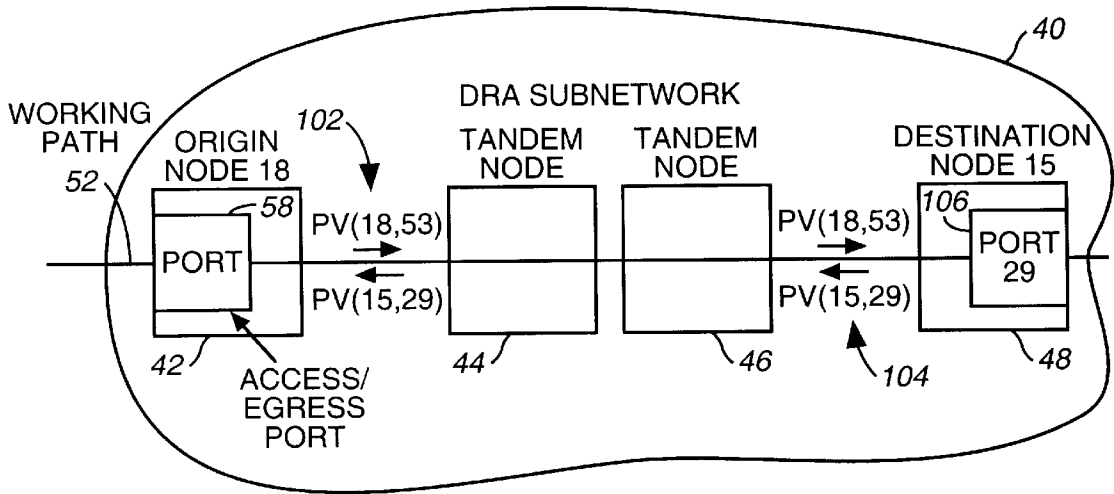 40
DRA SUBNETWORK
WORKING
PATH
52
ORIGIN
NODE 18
102
TANDEM
NODE
TANDEM
NODE
DESTINATION
NODE 15
58
PORT
PV(18,53)
PV(15,29)
PV(18,53)
PV(15,29)
106
PORT
29
42
ACCESS/
EGRESS
PORT
44
46
104
48